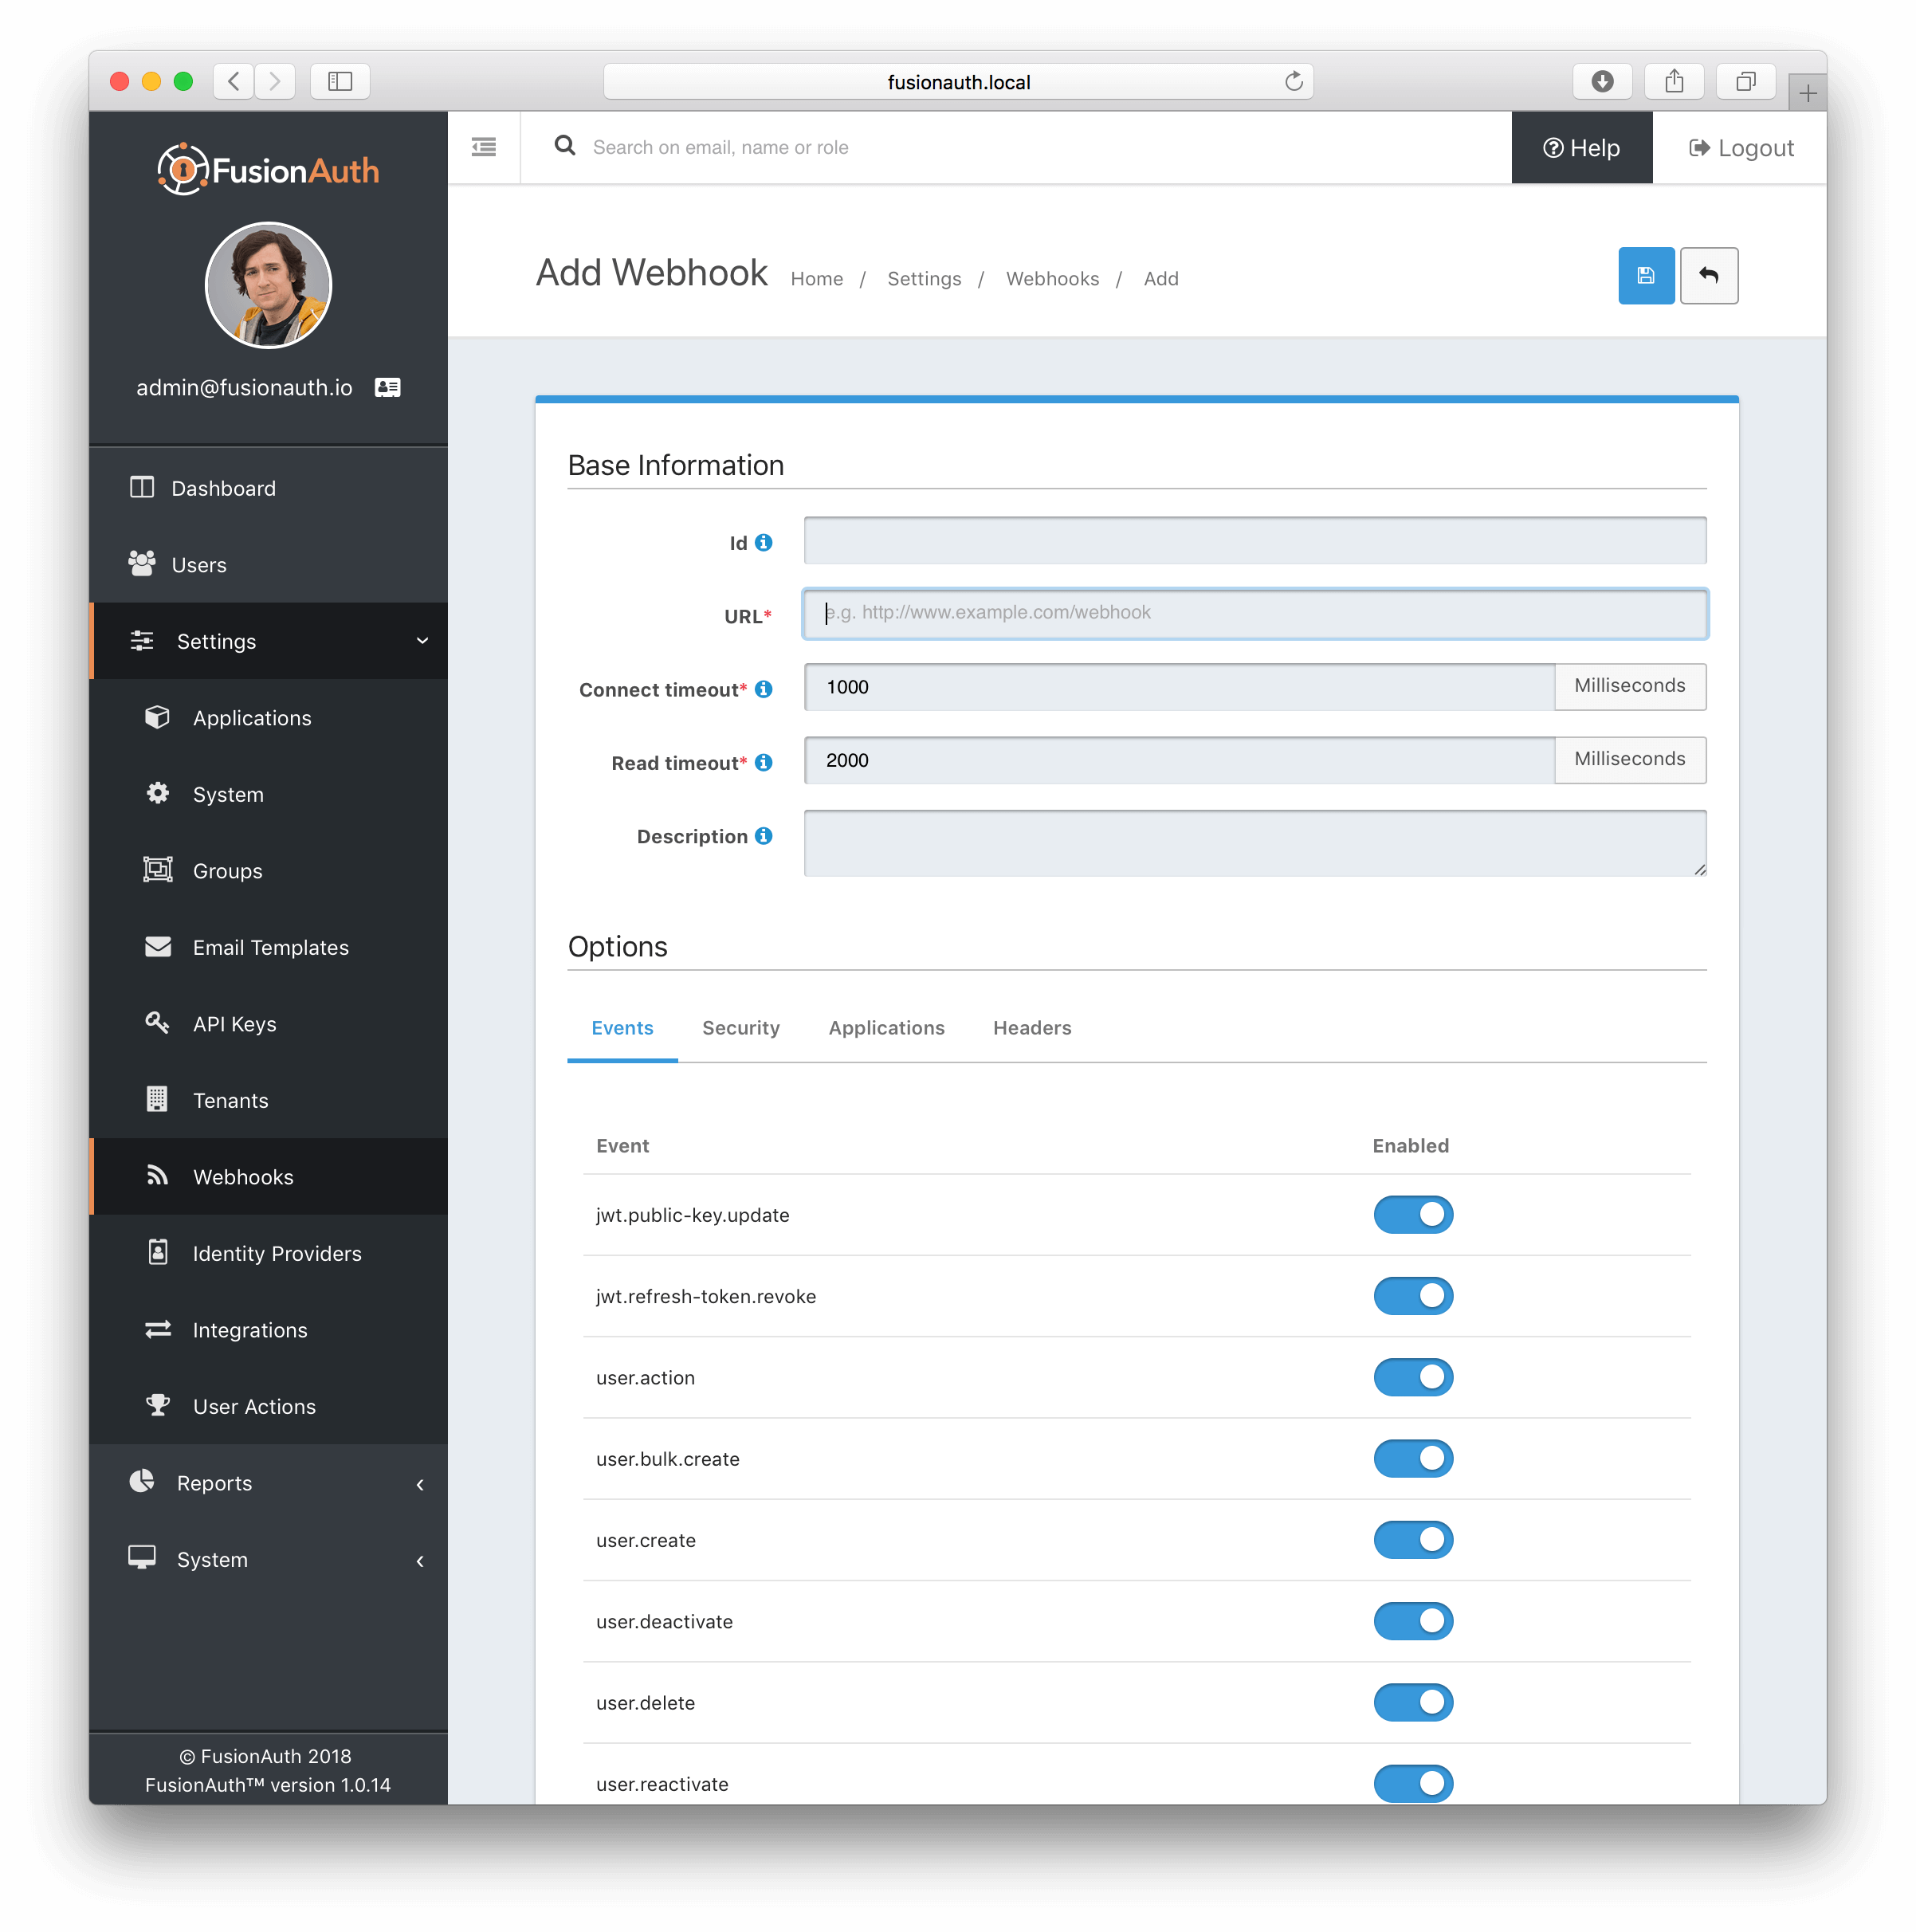 fusionauth.local
FusionAuth
Search on email, name or role
Help
Logout
admin@fusionauth.io
Add Webhook
Home / Settings / Webhooks / Add
Dashboard
Users
Settings
Applications
System
Groups
Email Templates
API Keys
Tenants
Webhooks
Identity Providers
Integrations
User Actions
Reports
System
© FusionAuth 2018
FusionAuth™ version 1.0.14
Base Information
Id
URL*
e.g. http://www.example.com/webhook
Connect timeout* 1000 Milliseconds
Read timeout* 2000 Milliseconds
Description
Options
Events Security Applications Headers
Event Enabled
jwt.public-key.update
jwt.refresh-token.revoke
user.action
user.bulk.create
user.create
user.deactivate
user.delete
user.reactivate